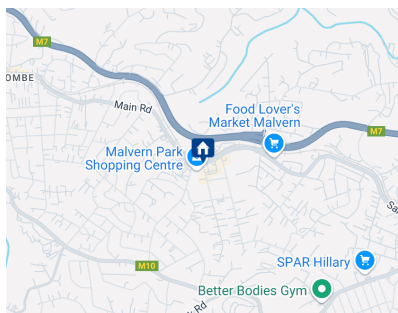 M7
OMBE
Main Rd
Food Lover's
Market Malvern
M7
Malvern Park
Shopping Centre
Sa
M10
SPAR Hillary
Better Bodies Gym
k Rd